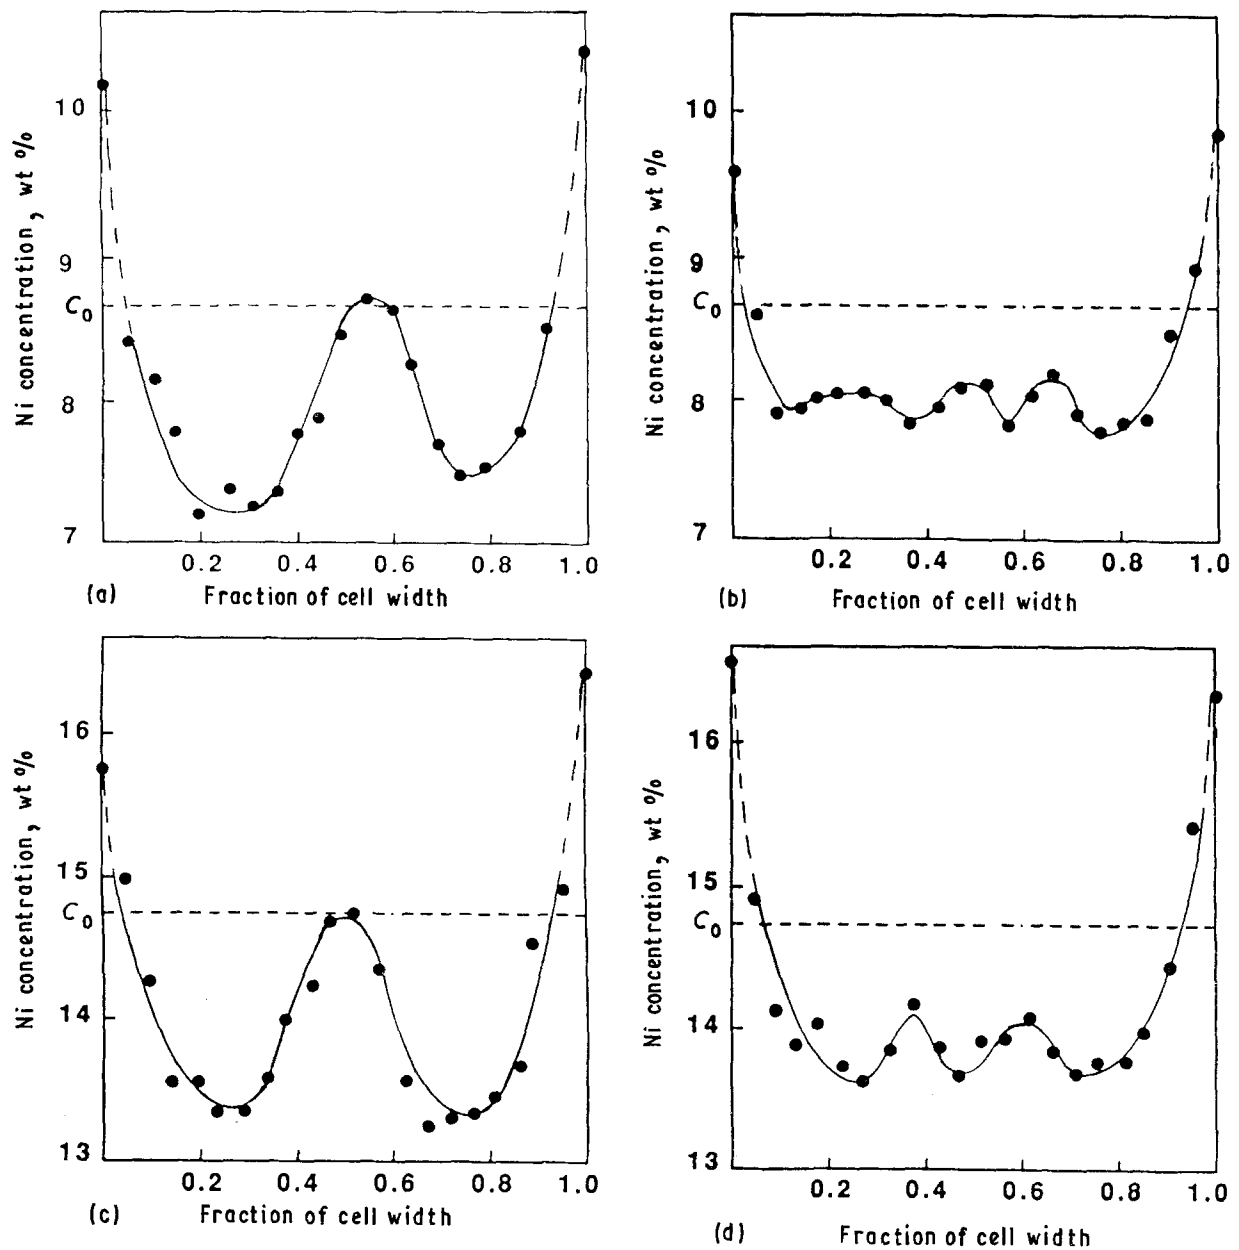 10
9
C₀
8
7
Ni concentration, wt %
0.2 0.4 0.6 0.8 1.0
(a) Fraction of cell width
10
9
C₀
8
7
Ni concentration, wt %
0.2 0.4 0.6 0.8 1.0
(b) Fraction of cell width
16
15
C₀
14
13
Ni concentration, wt %
0.2 0.4 0.6 0.8 1.0
(c) Fraction of cell width
16
15
C₀
14
13
Ni concentration, wt %
0.2 0.4 0.6 0.8 1.0
(d) Fraction of cell width